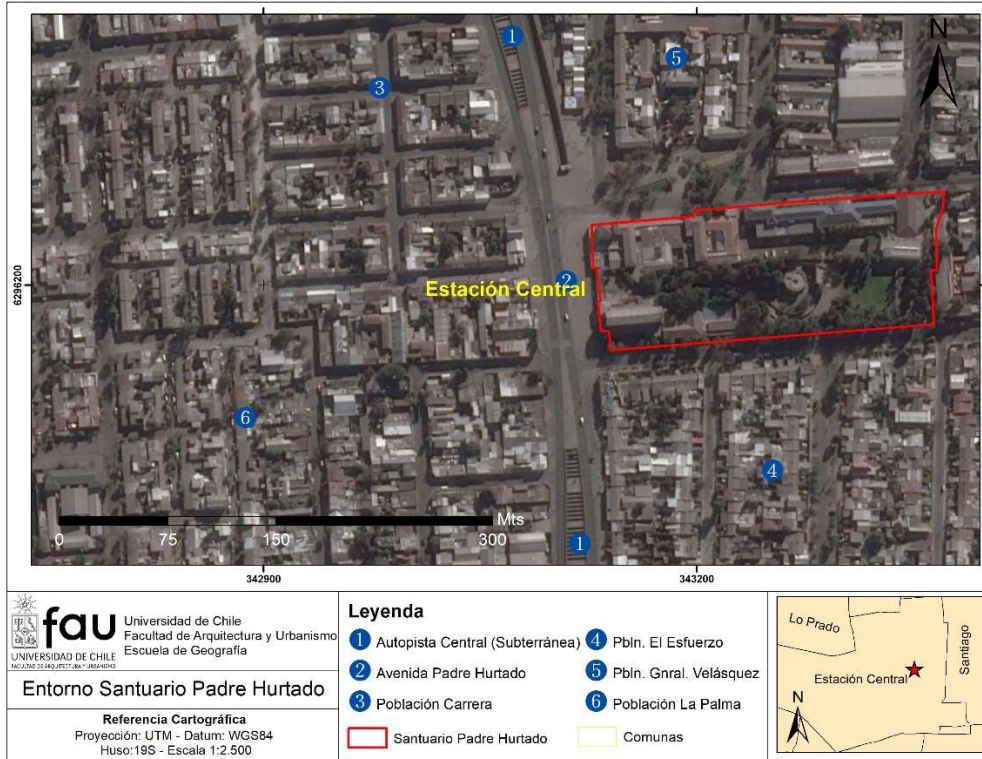 1
5
N
3
6296200
2
Estación Central
6
4
Mts
0 75 150 300
1
342900 343200
fau
UNIVERSIDAD DE CHILE
FACULTAD DE ARQUITECTURA Y URBANISMO
Universidad de Chile
Facultad de Arquitectura y Urbanismo
Escuela de Geografía
Entorno Santuario Padre Hurtado
Referencia Cartográfica
Proyección: UTM - Datum: WGS84
Huso:19S - Escala 1:2.500
Leyenda
1 Autopista Central (Subterránea)
2 Avenida Padre Hurtado
3 Población Carrera
4 Pbln. El Esfuerzo
5 Pbln. Gnral. Velásquez
6 Población La Palma
Santuario Padre Hurtado
Comunas
Lo Prado
Santiago
Estación Central
N